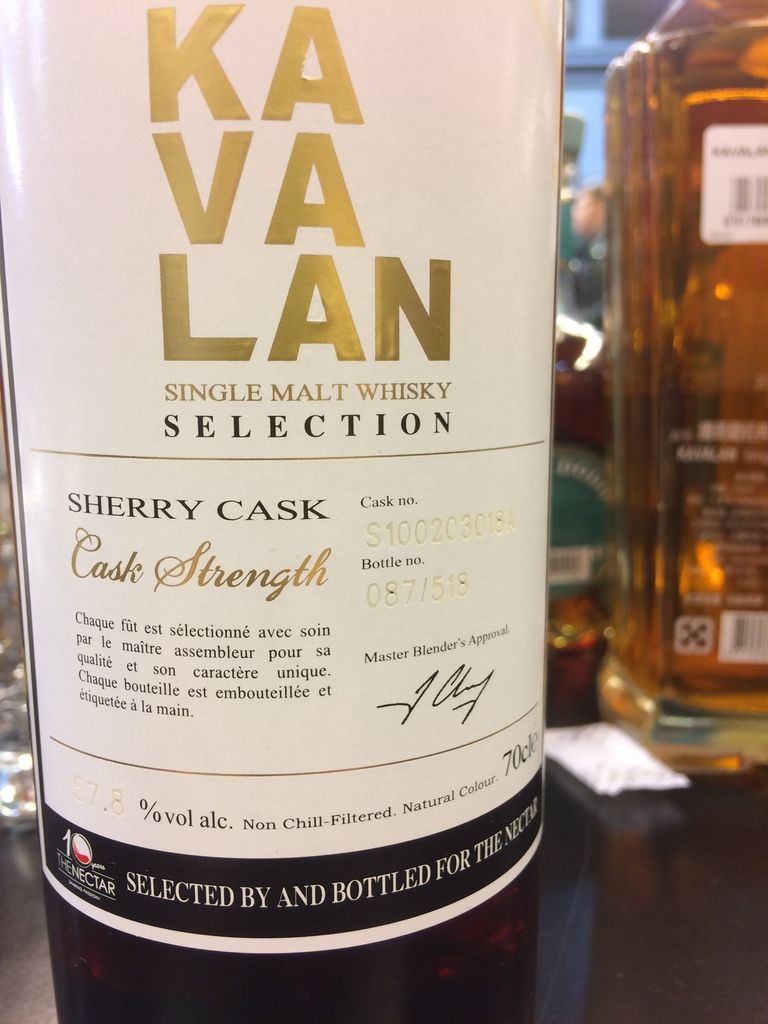 KA
VA
LAN
SINGLE MALT WHISKY
SELECTION
SHERRY CASK
Cask Strength
Chaque fût est sélectionné avec soin
par le maître assembleur pour sa
qualité et son caractère unique.
Chaque bouteille est embouteillée et
étiquetée à la main.
Cask no.
S100203018A
Bottle no.
087/518
Master Blender's Approval.
57.8 %vol alc. Non Chill-Filtered. Natural Colour. 70cl e
10 years
THE NECTAR
SELECTED BY AND BOTTLED FOR THE NECTAR
KAVALAN
KAVALAN